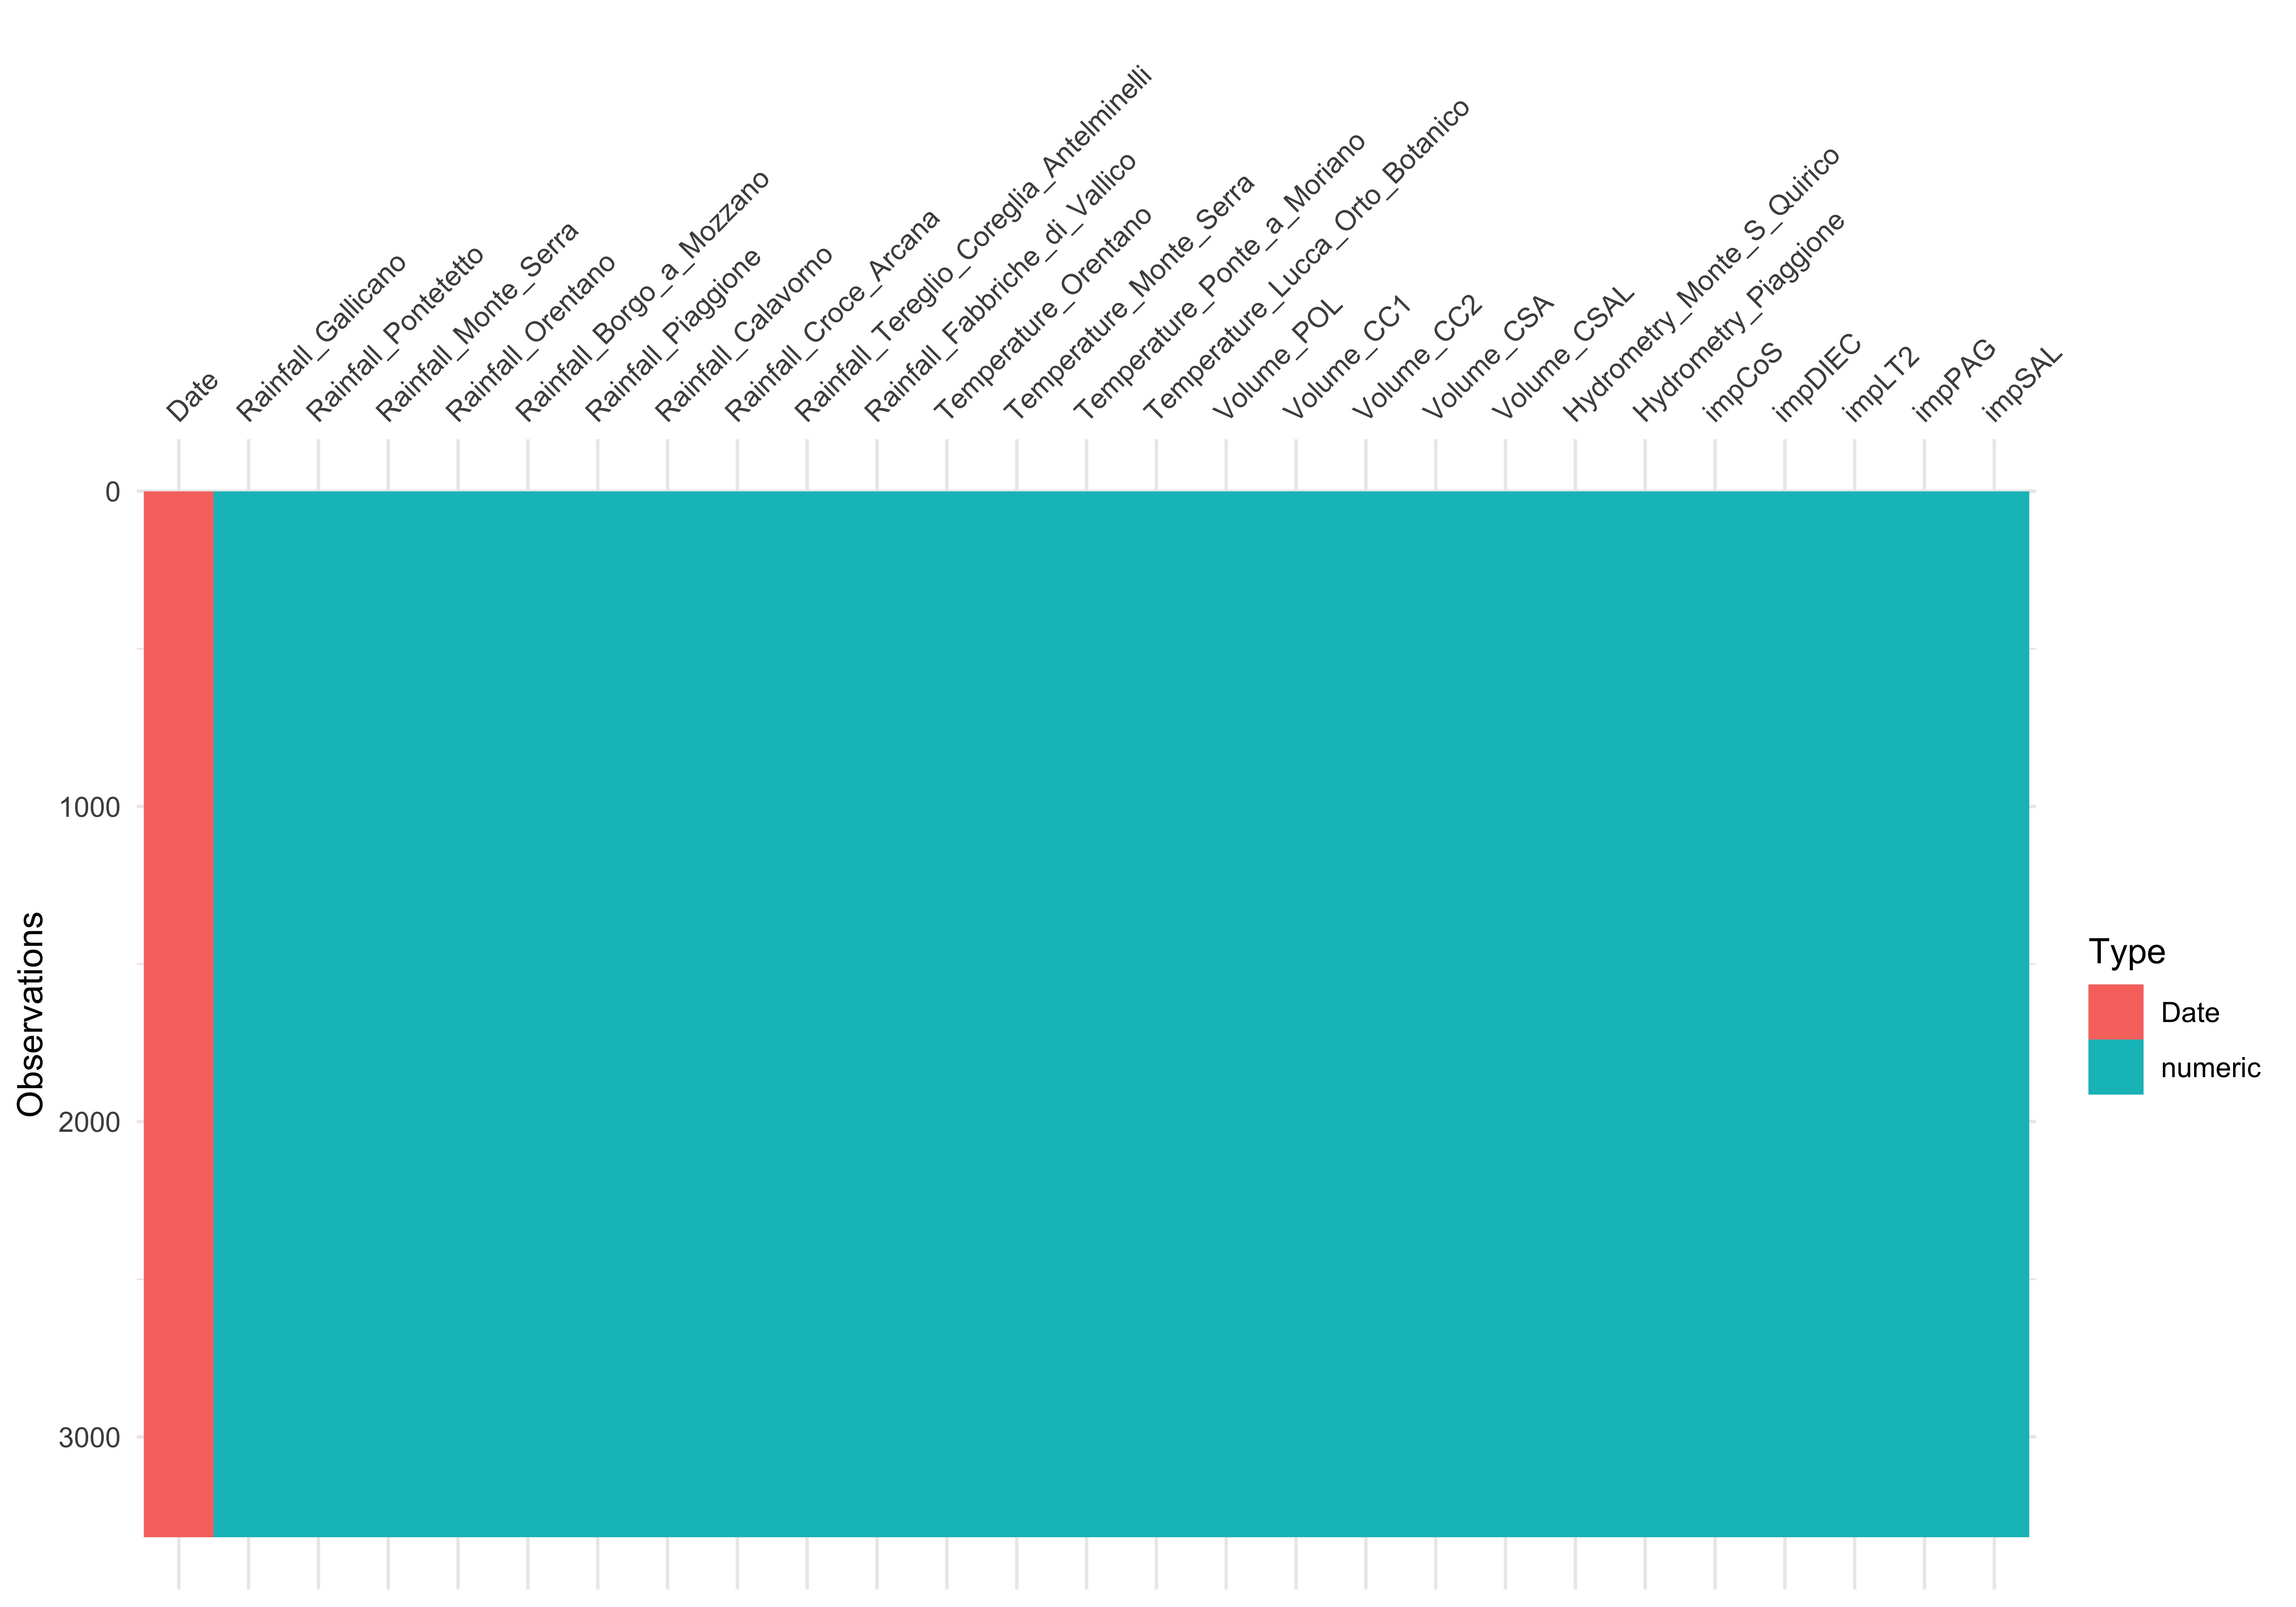 Date
Rainfall_Gallicano
Rainfall_Pontetetto
Rainfall_Monte_Serra
Rainfall_Orentano
Rainfall_Borgo_a_Mozzano
Rainfall_Piaggione
Rainfall_Calavorno
Rainfall_Croce_Arcana
Rainfall_Tereglio_Coreglia_Antelminelli
Rainfall_Fabbriche_di_Vallico
Temperature_Orentano
Temperature_Monte_Serra
Temperature_Ponte_a_Moriano
Temperature_Lucca_Orto_Botanico
Volume_POL
Volume_CC1
Volume_CC2
Volume_CSA
Volume_CSAL
Hydrometry_Monte_S_Quirico
Hydrometry_Piaggione
impCoS
impDIEC
impLT2
impPAG
impSAL
0
1000
2000
3000
Observations
Type
Date
numeric